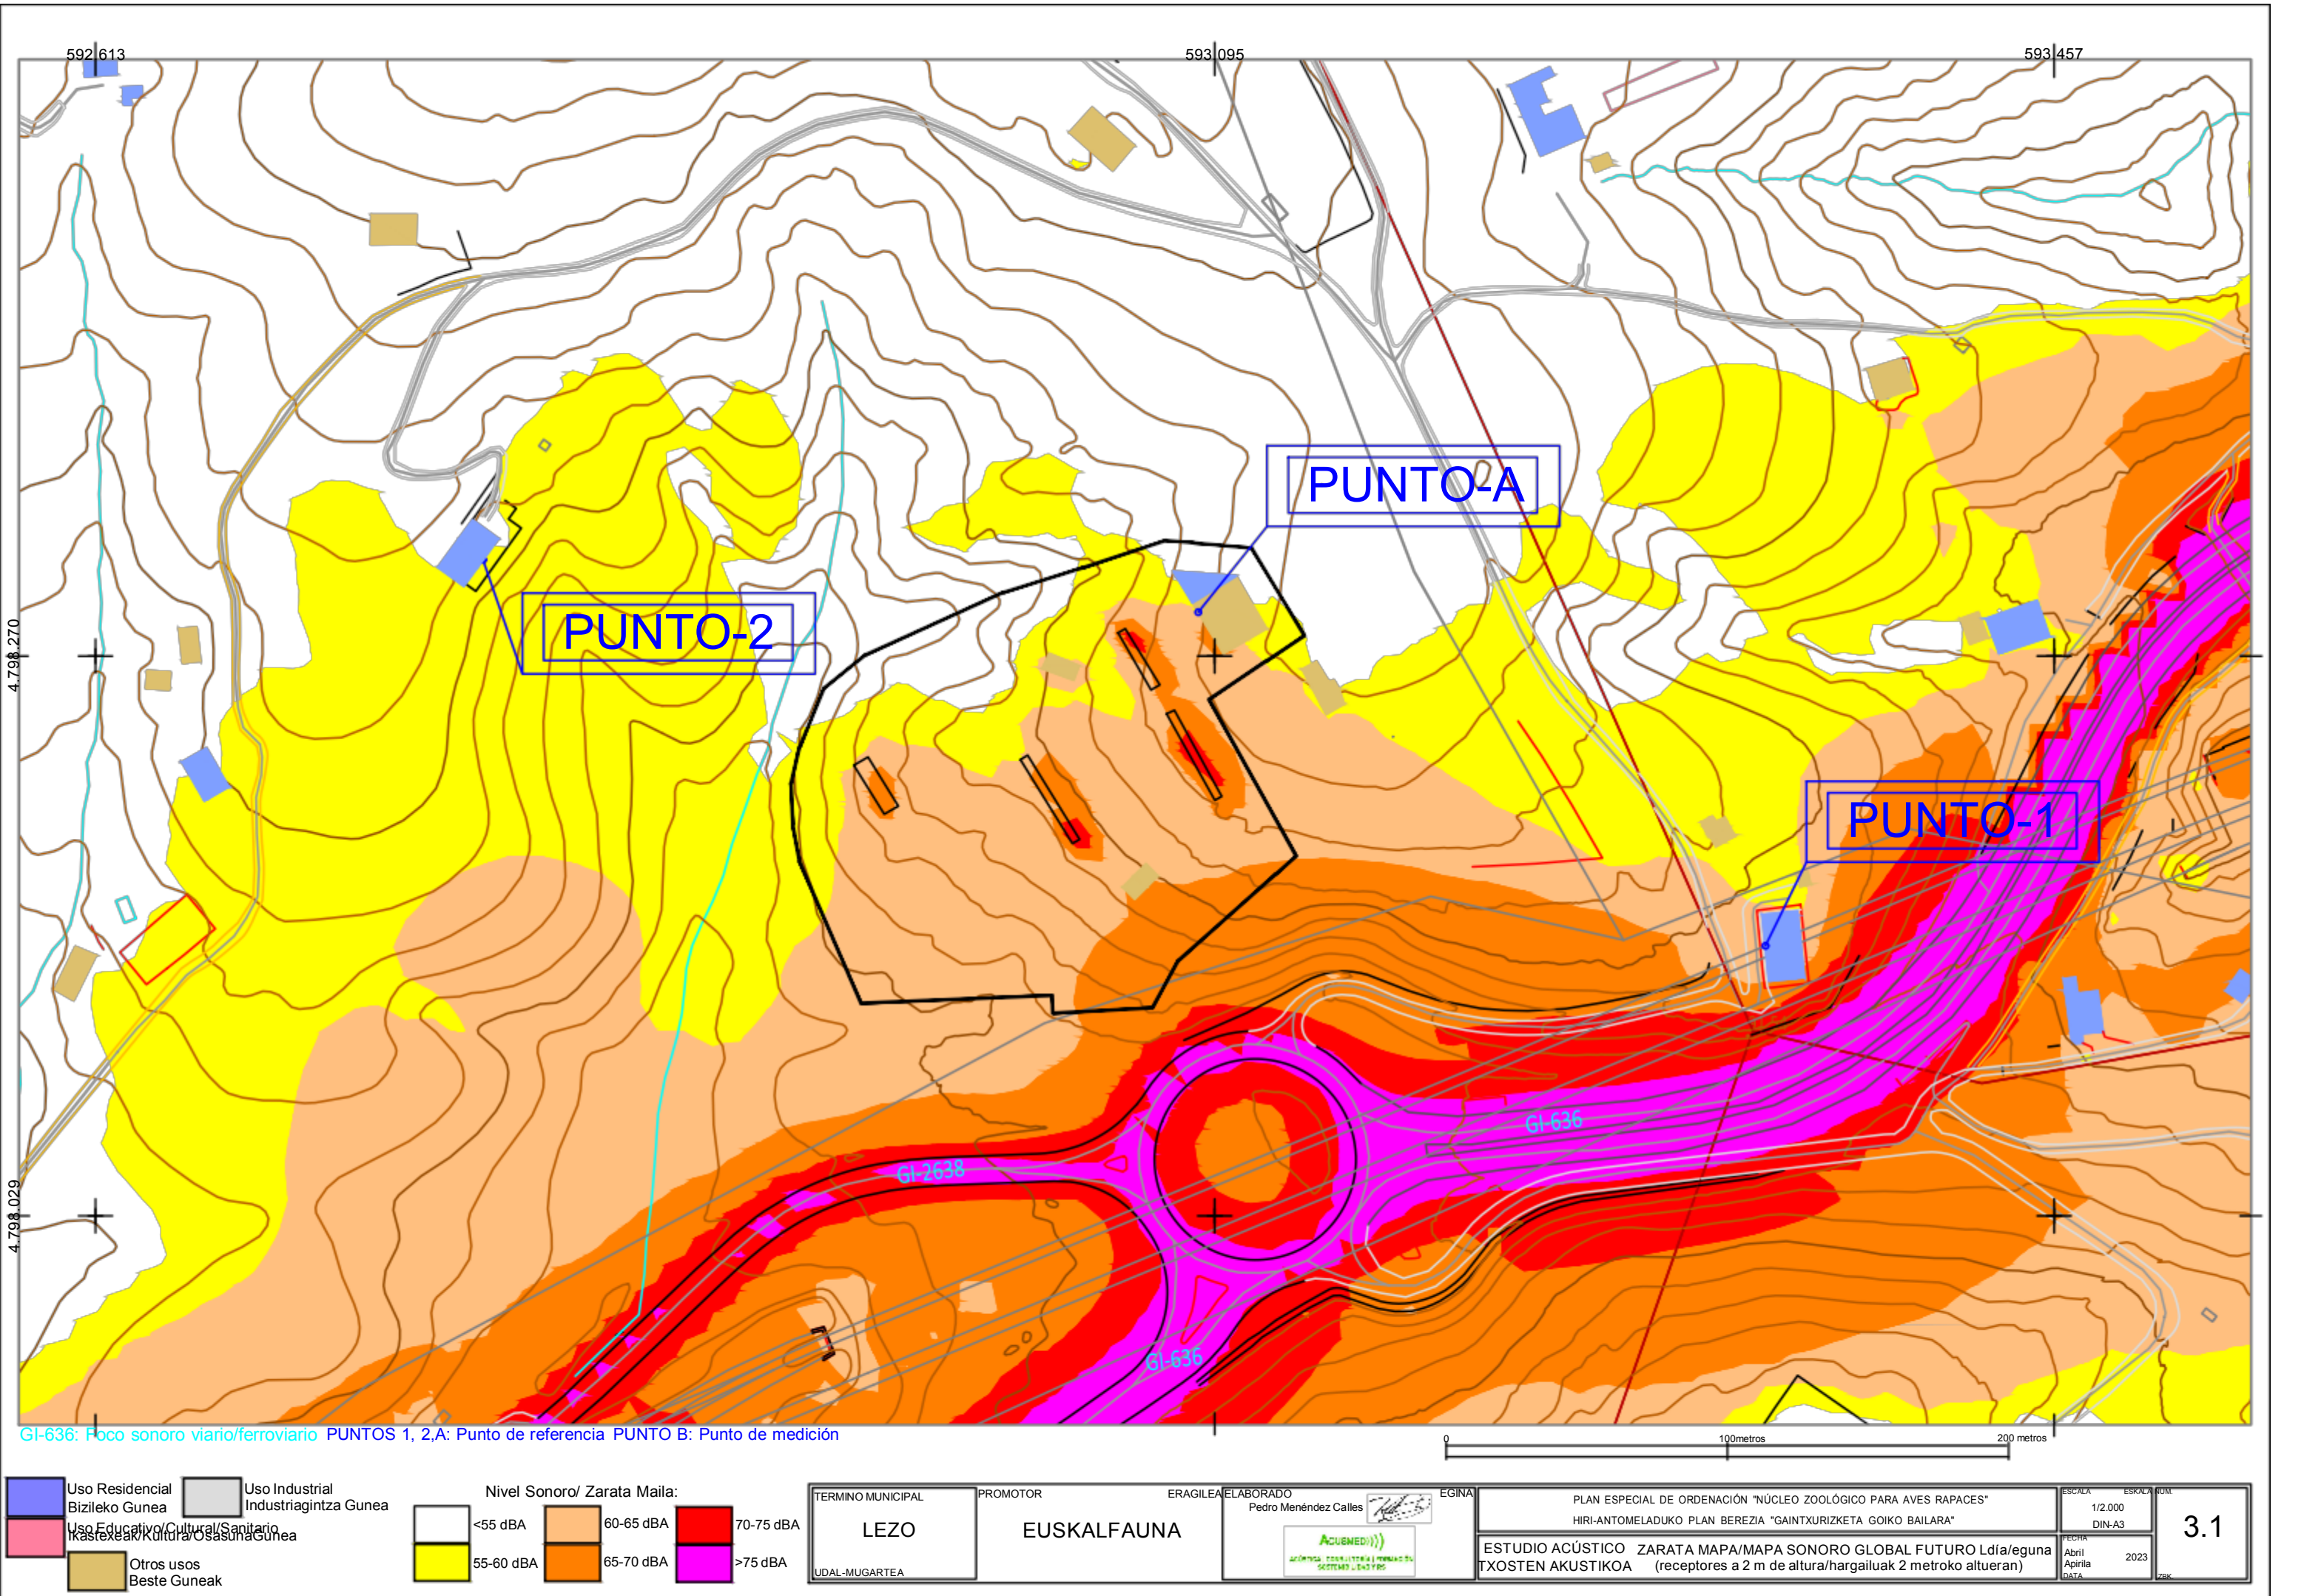 592.613
593.095
593.457
PUNTO-A
PUNTO-2
4.798.270
PUNTO-1
GI-636
GI-2638
4.798.029
GI-636
GI-636: Foco sonoro viario/ferroviario PUNTOS 1, 2,A: Punto de referencia PUNTO B: Punto de medición
0 100metros 200 metros
Uso Residencial
Bizileko Gunea
Uso Industrial
Industriagintza Gunea
Uso Educativo/Cultural/Sanitario
Ikastexeak/Kultura/OsasunaGunea
Otros usos
Beste Guneak
Nivel Sonoro/ Zarata Maila:
<55 dBA
60-65 dBA
70-75 dBA
55-60 dBA
65-70 dBA
>75 dBA
TERMINO MUNICIPAL
LEZO
UDAL-MUGARTEA
PROMOTOR ERAGILEA
EUSKALFAUNA
ELABORADO EGINA
Pedro Menéndez Calles
PLAN ESPECIAL DE ORDENACIÓN "NÚCLEO ZOOLÓGICO PARA AVES RAPACES"
HIRI-ANTOMELADUKO PLAN BEREZIA "GAINTXURIZKETA GOIKO BAILARA"
ESTUDIO ACÚSTICO ZARATA MAPA/MAPA SONORO GLOBAL FUTURO Ldía/eguna
TXOSTEN AKUSTIKOA (receptores a 2 m de altura/hargailuak 2 metroko altueran)
ESCALA ESKALA
1/2.000
DIN-A3
FECHA
Abril
Apirila 2023
DATA
NUM.
3.1
ZBK.